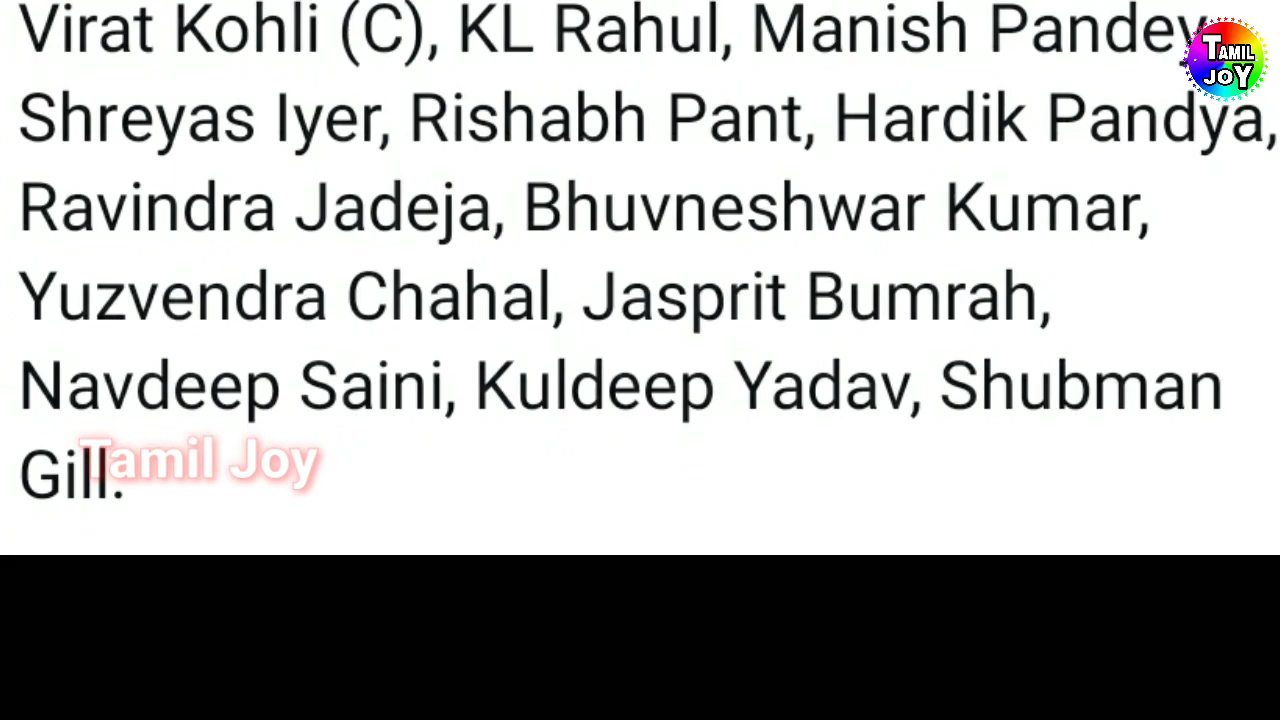 Virat Kohli (C), KL Rahul, Manish Pandey
Shreyas Iyer, Rishabh Pant, Hardik Pandya,
Ravindra Jadeja, Bhuvneshwar Kumar,
Yuzvendra Chahal, Jasprit Bumrah,
Navdeep Saini, Kuldeep Yadav, Shubman
Gill.
Tamil Joy
TAMIL
JOY